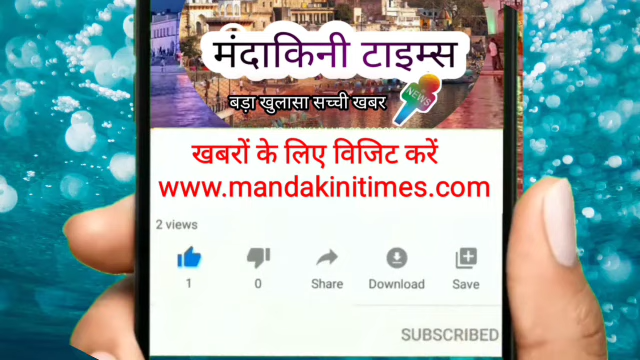 मंदाकिनी टाइम्स
बड़ा खुलासा सच्ची खबर
NEWS
खबरों के लिए विजिट करें
www.mandakinitimes.com
2 views
1
0
Share
Download
Save
SUBSCRIBED